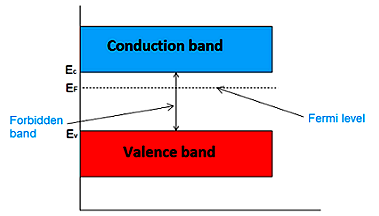 Conduction band
Ec
EF
Forbidden
band
Fermi level
Ev
Valence band